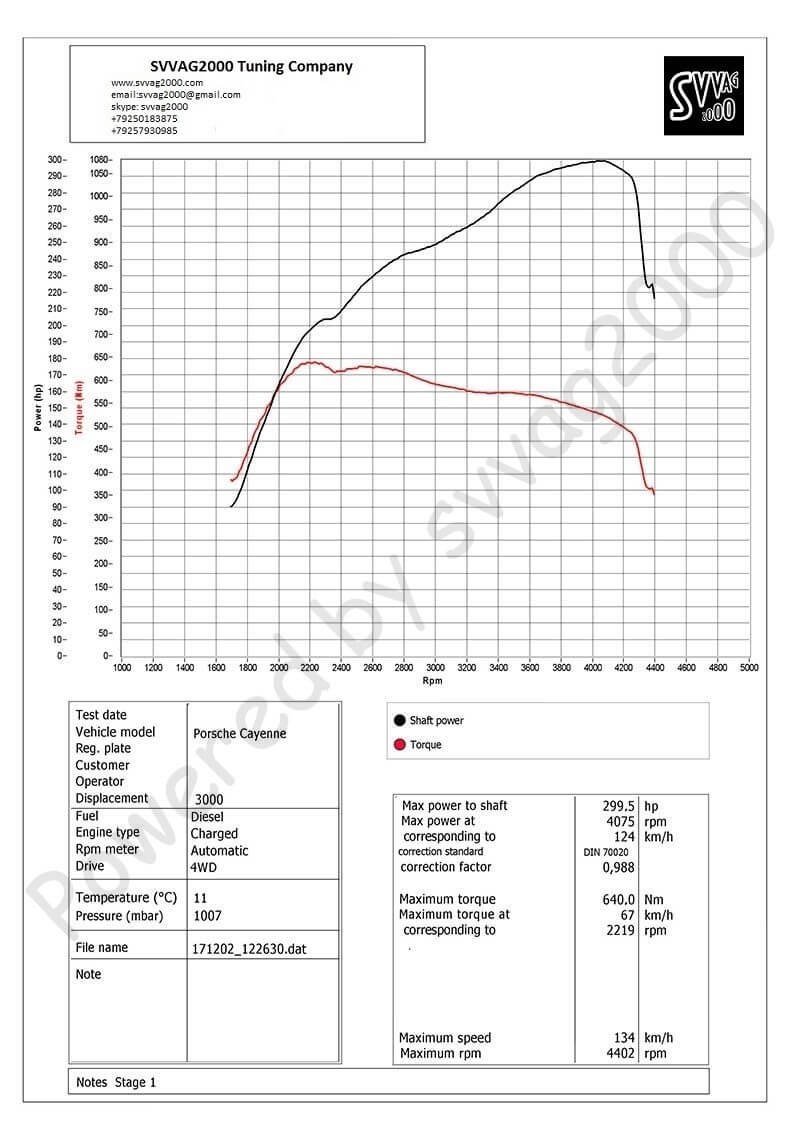 SVVAG2000 Tuning Company
www.svvag2000.com
email:svvag2000@gmail.com
skype: svvag2000
+79250183875
+79257930985
SVVAG
2000
300
290
280
270
260
250
240
230
220
210
200
190
180
170
160
150
140
130
120
110
100
90
80
70
60
50
40
30
20
10
0
Power (hp)
1080
1050
1000
950
900
850
800
750
700
650
600
550
500
450
400
350
300
250
200
150
100
50
0
Torque (Nm)
1000 1200 1400 1600 1800 2000 2200 2400 2600 2800 3000 3200 3400 3600 3800 4000 4200 4400 4600 4800 5000
Rpm
Powered by svvag2000
Test date
Vehicle model Porsche Cayenne
Reg. plate
Customer
Operator
Displacement 3000
Fuel Diesel
Engine type Charged
Rpm meter Automatic
Drive 4WD
Temperature (°C) 11
Pressure (mbar) 1007
File name 171202_122630.dat
Note
Shaft power
Torque
Max power to shaft 299.5 hp
Max power at 4075 rpm
corresponding to 124 km/h
correction standard DIN 70020
correction factor 0,988
Maximum torque 640.0 Nm
Maximum torque at 67 km/h
corresponding to 2219 rpm
Maximum speed 134 km/h
Maximum rpm 4402 rpm
Notes Stage 1